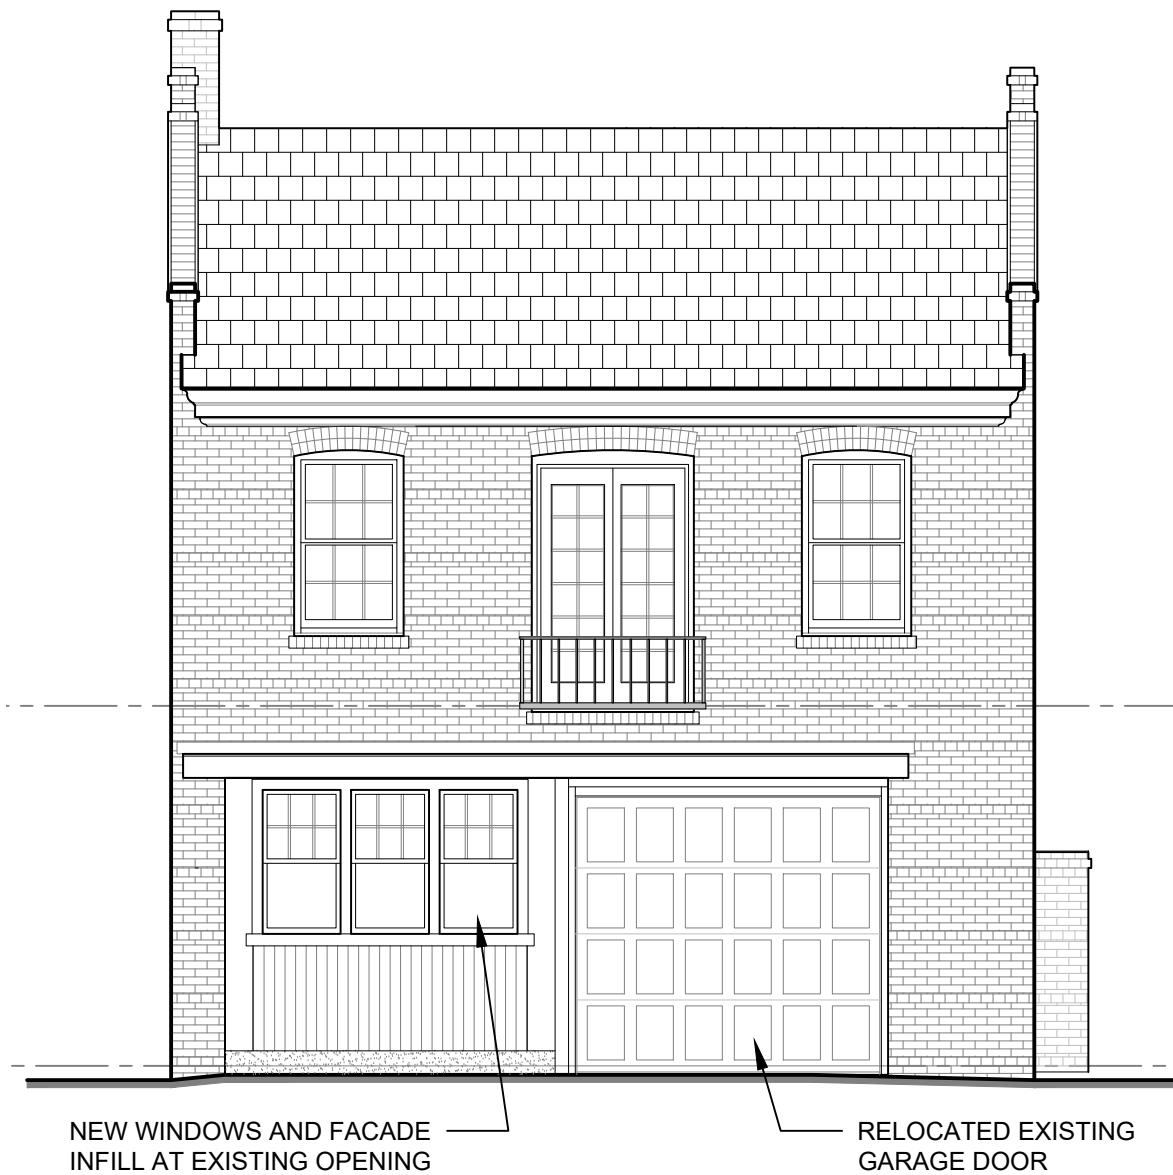 NEW WINDOWS AND FACADE
INFILL AT EXISTING OPENING
RELOCATED EXISTING
GARAGE DOOR